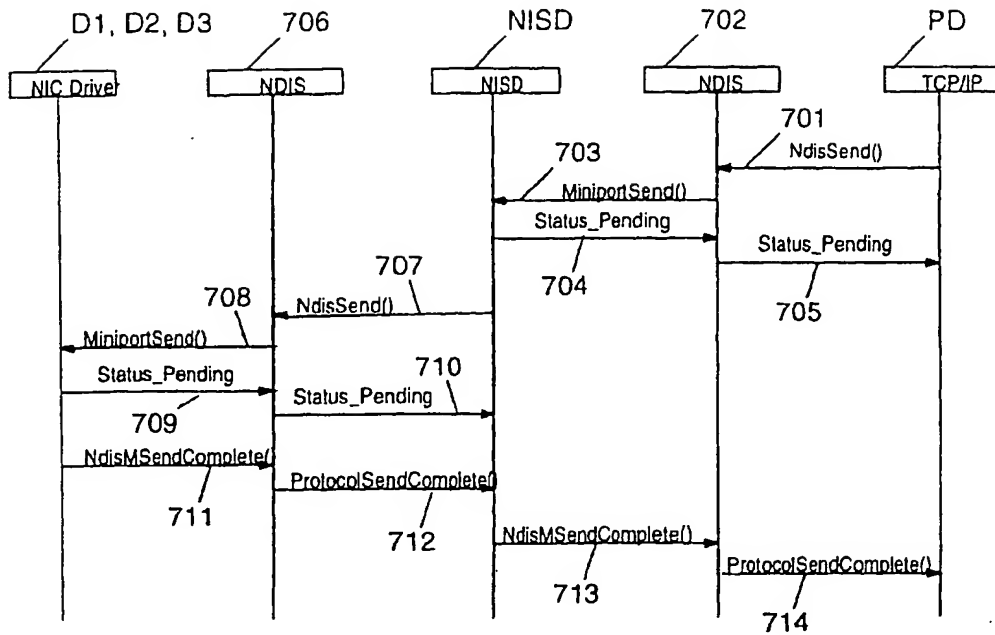 D1, D2, D3 706 NISD 702 PD
NIC Driver NDIS NISD NDIS TCP/IP
701
NdisSend()
703
MiniportSend()
Status_Pending
704
Status_Pending
705
707
NdisSend()
708
MiniportSend()
Status_Pending
709
710
Status_Pending
NdisMSendComplete()
711
ProtocolSendComplete()
712
NdisMSendComplete()
713
ProtocolSendComplete()
714